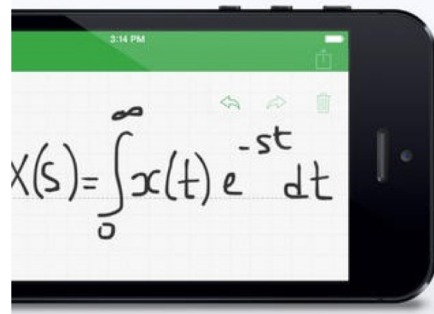 3:14 PM
X(s)=∫₀^∞ x(t) e^{-st} dt